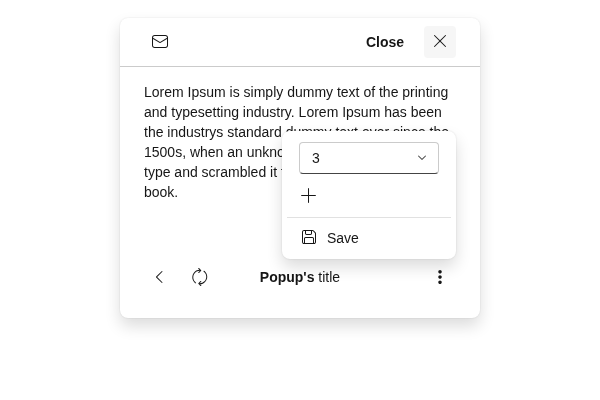 Close
Lorem Ipsum is simply dummy text of the printing
and typesetting industry. Lorem Ipsum has been
the industrys standard
1500s, when an
type and scrambled it
book.
3
Save
Popup's title